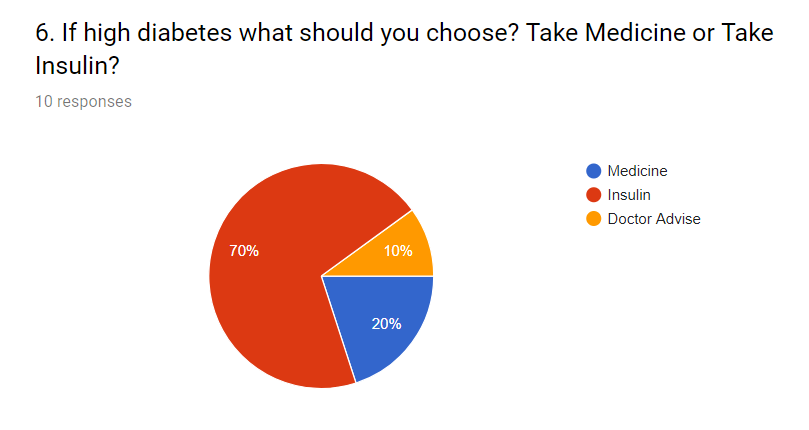 6. If high diabetes what should you choose? Take Medicine or Take
Insulin?
10 responses
Medicine
Insulin
Doctor Advise
70%
10%
20%